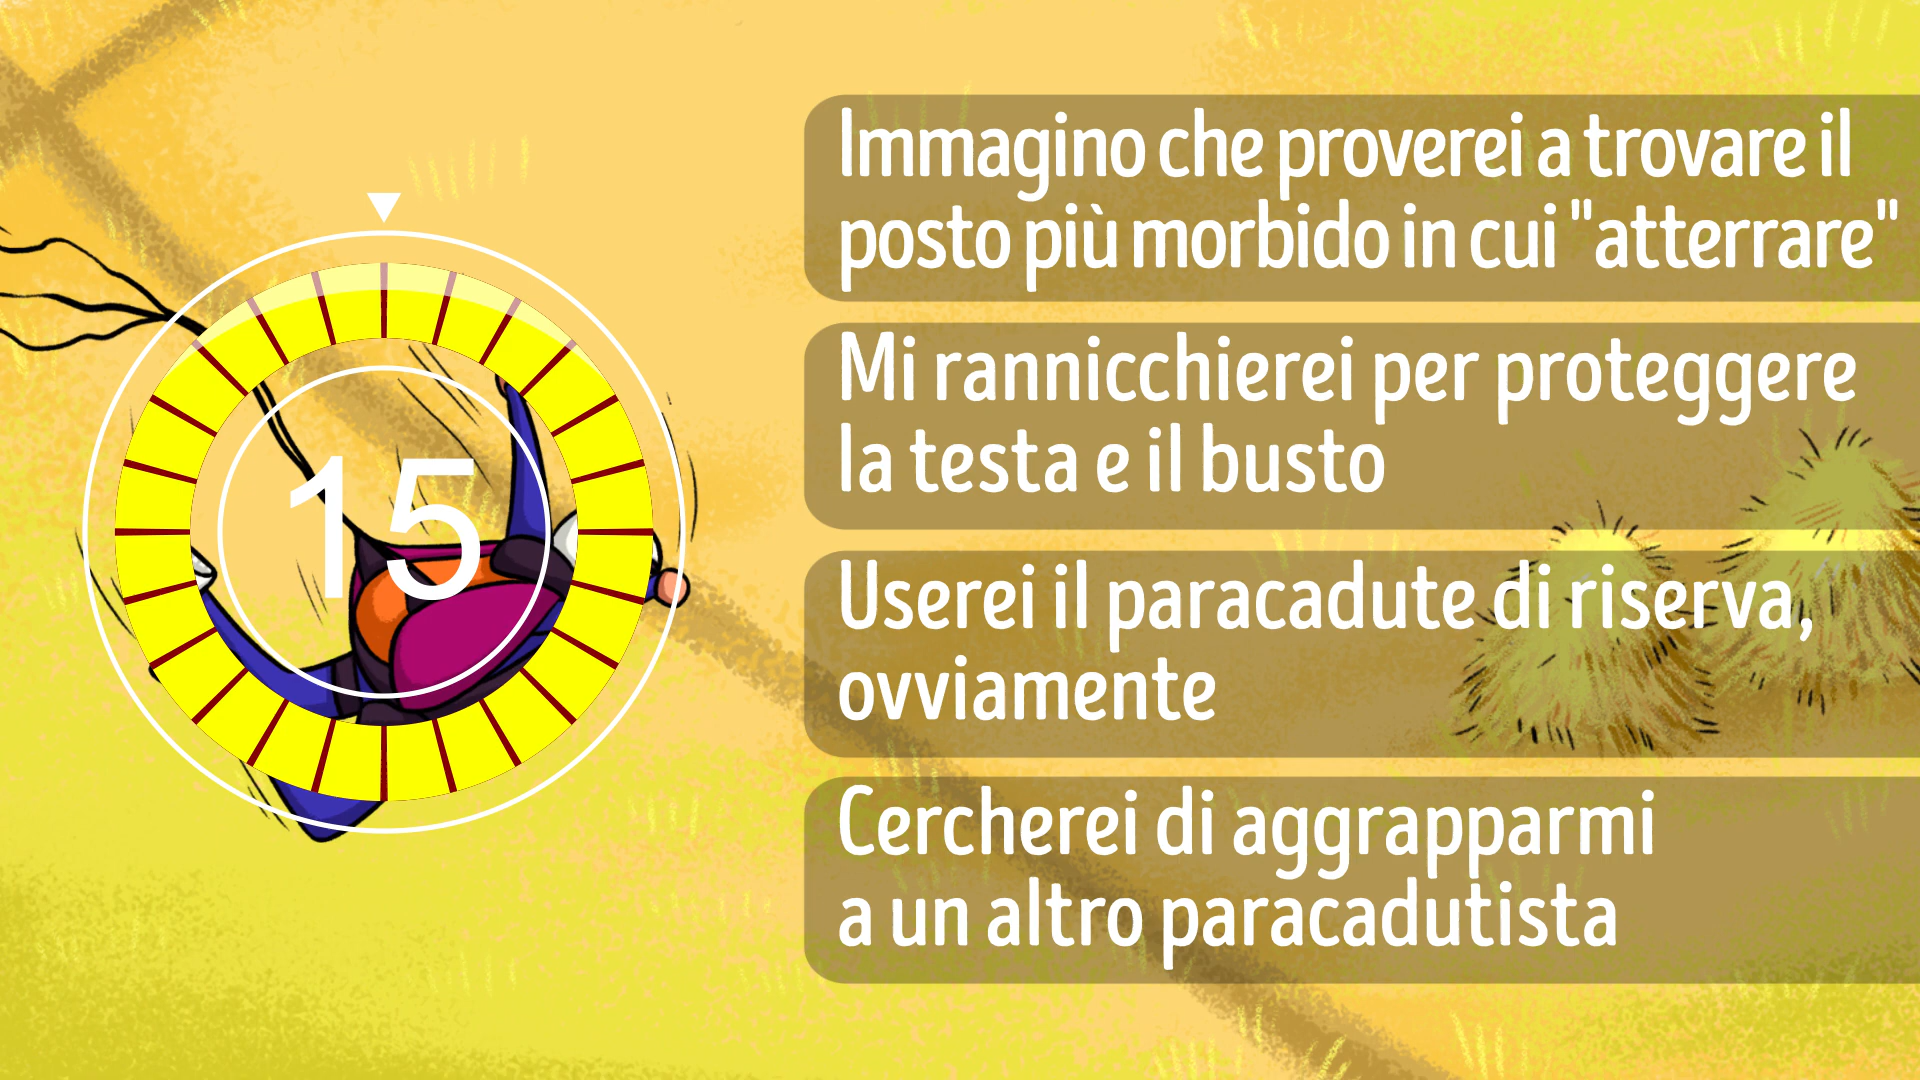 15
Immagino che proverei a trovare il
posto più morbido in cui "atterrare"
Mi rannicchierei per proteggere
la testa e il busto
Userei il paracadute di riserva,
ovviamente
Cercherei di aggrapparmi
a un altro paracadutista